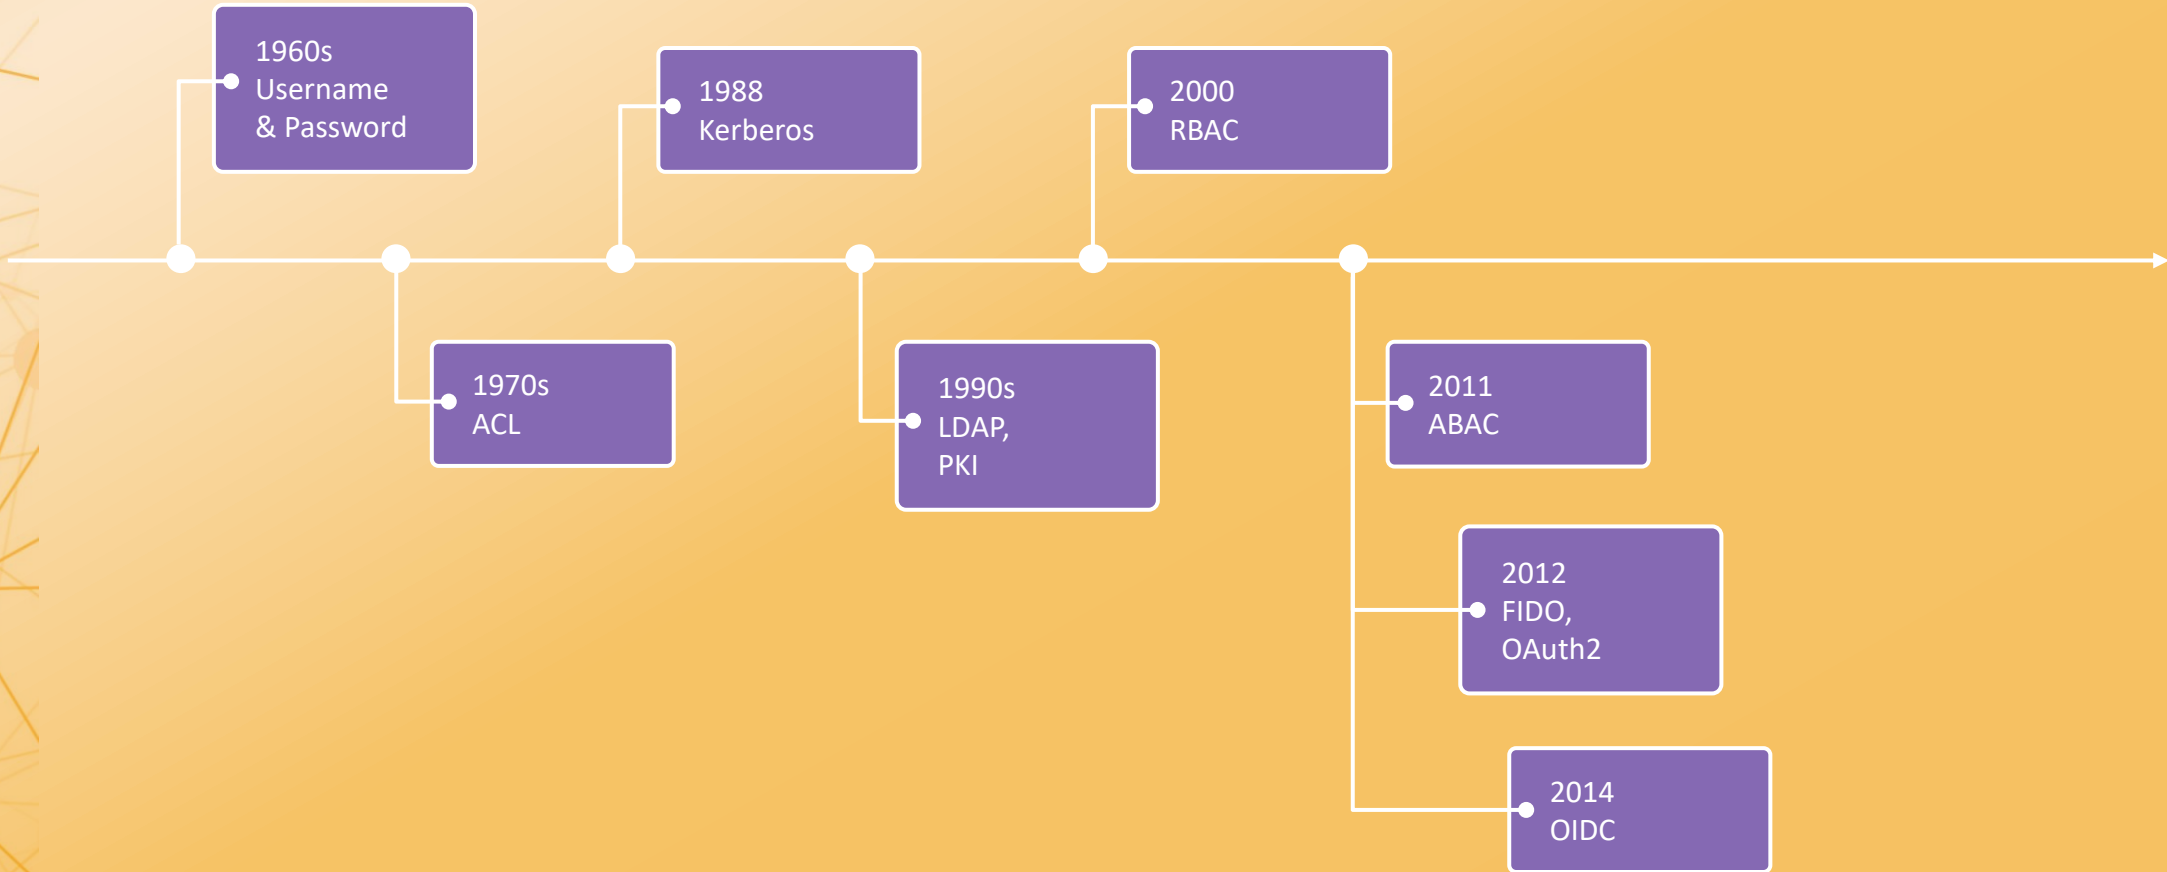 1960s
Username
& Password
1970s
ACL
1988
Kerberos
1990s
LDAP,
PKI
2000
RBAC
2011
ABAC
2012
FIDO,
OAuth2
2014
OIDC